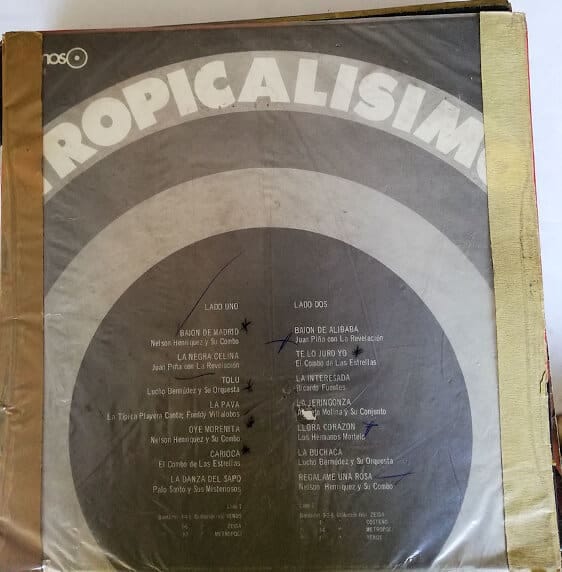 TROPICALISIMO
LADO UNO
BAION DE MADRID
Nelson Henriquez y Su Combo
LA NEGRA CELINA
Juan Piña con La Revelación
TOLU
Lucho Bermúdez y Su Orquesta
LA PAVA
La Típica Playera Canta; Freddy Villalobos
OYE MORENITA
Nelson Henriquez y Su Combo
CARIOCA
El Combo de Las Estrellas
LA DANZA DEL SAPO
Palo Santo y Sus Misteriosos
LADO DOS
BAION DE ALIBABA
Juan Piña con La Revelación
TE LO JURO YO
El Combo de Las Estrellas
LA INTERESADA
Ricardo Fuentes
LA JERINGONZA
Molina y Su Conjunto
LLORA CORAZON
Los Hermanos
LA BUCHACA
Lucho Bermúdez y Su Orquesta
REGALAME UNA ROSA
Nelson Henriquez y Su Combo